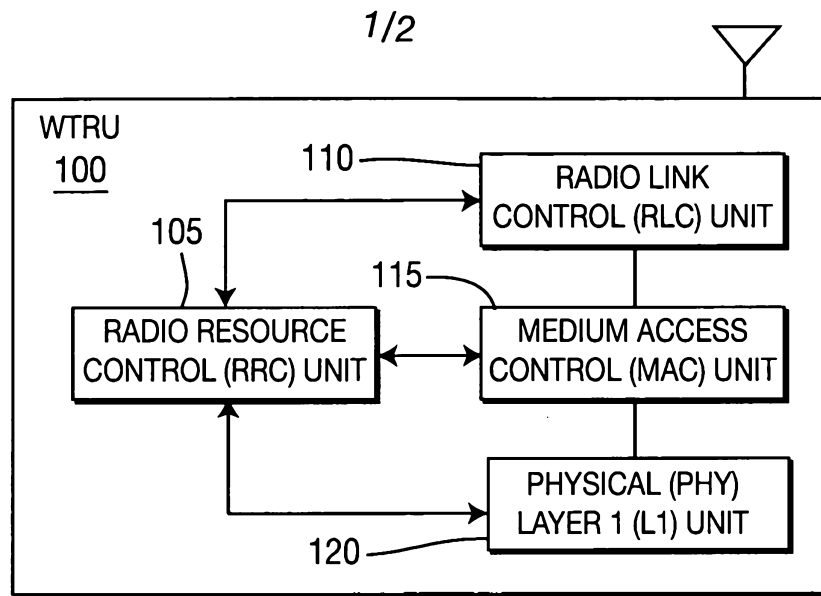 1/2
WTRU
100
110
RADIO LINK
CONTROL (RLC) UNIT
105
115
RADIO RESOURCE
CONTROL (RRC) UNIT
MEDIUM ACCESS
CONTROL (MAC) UNIT
PHYSICAL (PHY)
LAYER 1 (L1) UNIT
120